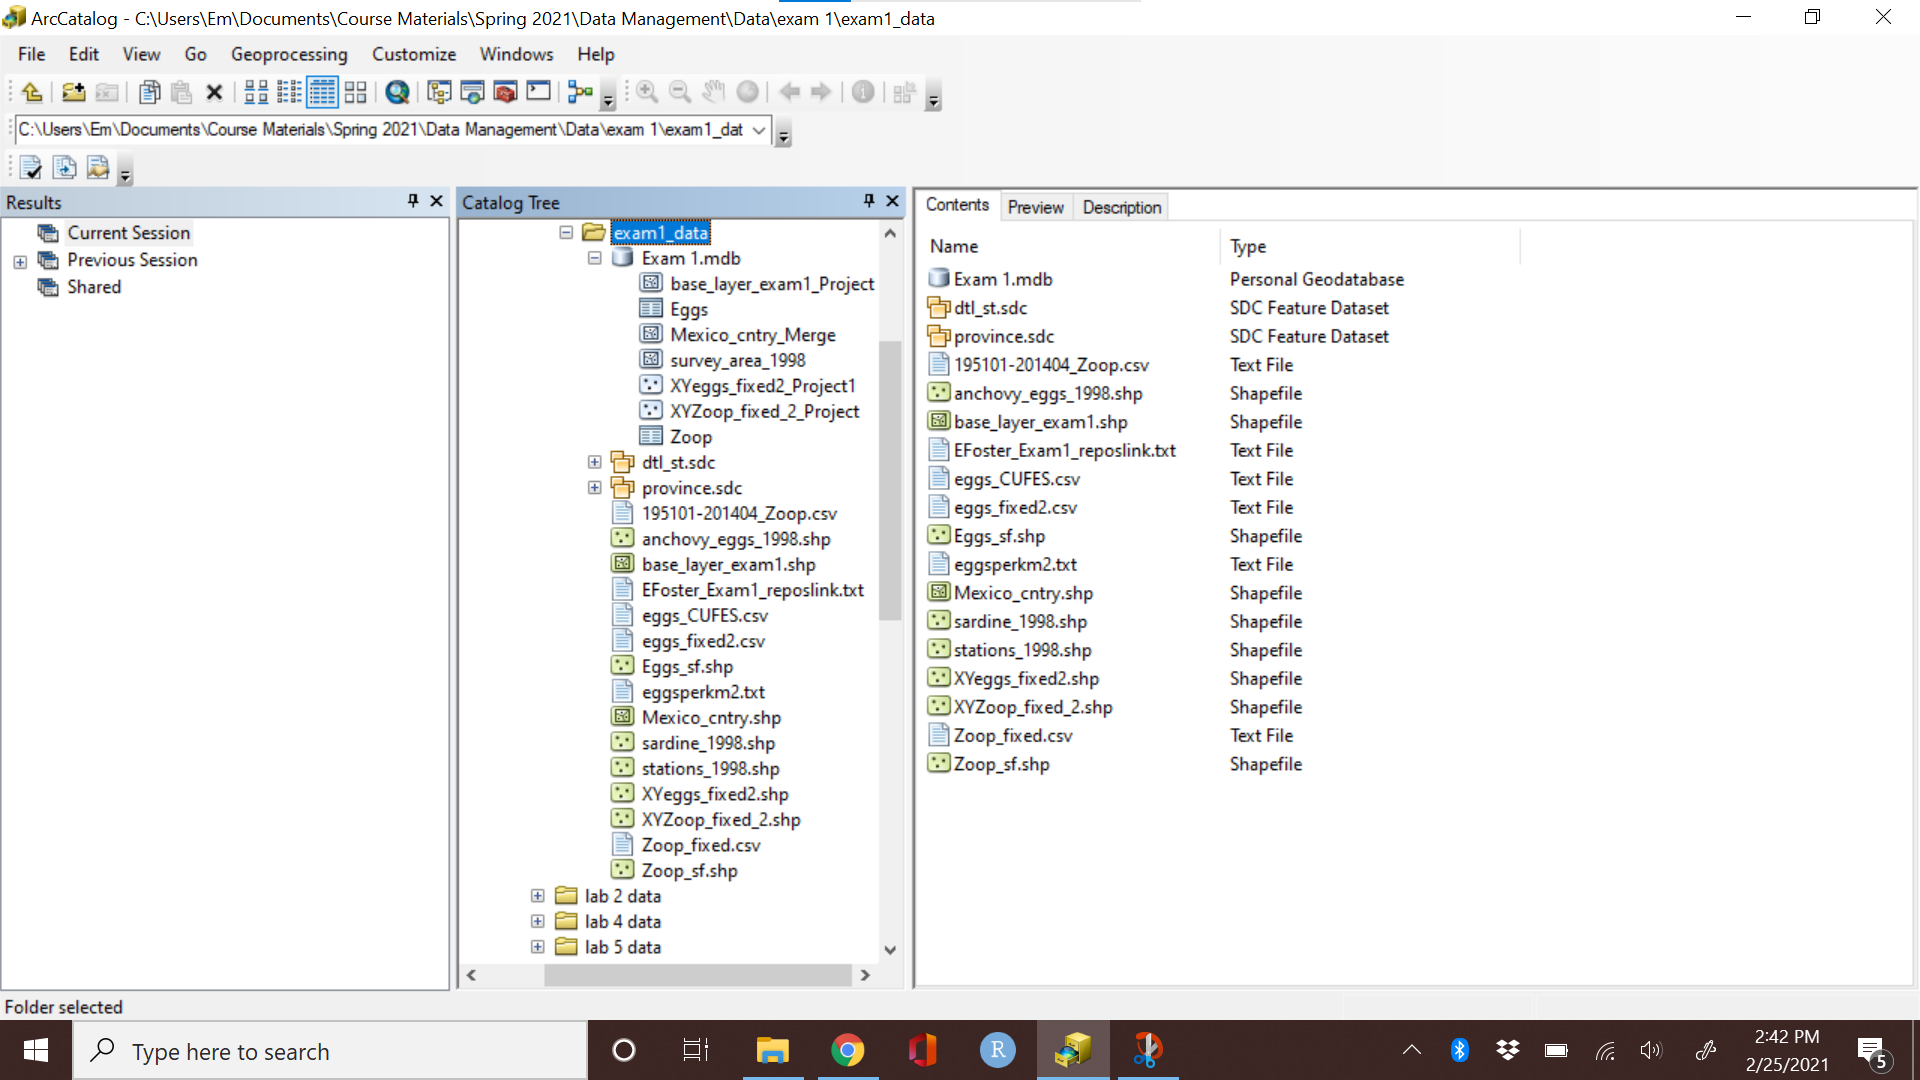 ArcCatalog - C:\Users\Em\Documents\Course Materials\Spring 2021\Data Management\Data\exam 1\exam1_data
File Edit View Go Geoprocessing Customize Windows Help
C:\Users\Em\Documents\Course Materials\Spring 2021\Data Management\Data\exam 1\exam1_dat
Results
Current Session
Previous Session
Shared
Catalog Tree
exam1_data
Exam 1.mdb
base_layer_exam1_Project
Eggs
Mexico_cntry_Merge
survey_area_1998
XYeggs_fixed2_Project1
XYZoop_fixed_2_Project
Zoop
dtl_st.sdc
province.sdc
195101-201404_Zoop.csv
anchovy_eggs_1998.shp
base_layer_exam1.shp
EFoster_Exam1_reposlink.txt
eggs_CUFES.csv
eggs_fixed2.csv
Eggs_sf.shp
eggsperkm2.txt
Mexico_cntry.shp
sardine_1998.shp
stations_1998.shp
XYeggs_fixed2.shp
XYZoop_fixed_2.shp
Zoop_fixed.csv
Zoop_sf.shp
lab 2 data
lab 4 data
lab 5 data
Contents Preview Description
Name Type
Exam 1.mdb Personal Geodatabase
dtl_st.sdc SDC Feature Dataset
province.sdc SDC Feature Dataset
195101-201404_Zoop.csv Text File
anchovy_eggs_1998.shp Shapefile
base_layer_exam1.shp Shapefile
EFoster_Exam1_reposlink.txt Text File
eggs_CUFES.csv Text File
eggs_fixed2.csv Text File
Eggs_sf.shp Shapefile
eggsperkm2.txt Text File
Mexico_cntry.shp Shapefile
sardine_1998.shp Shapefile
stations_1998.shp Shapefile
XYeggs_fixed2.shp Shapefile
XYZoop_fixed_2.shp Shapefile
Zoop_fixed.csv Text File
Zoop_sf.shp Shapefile
Folder selected
Type here to search
R
2:42 PM
2/25/2021
5